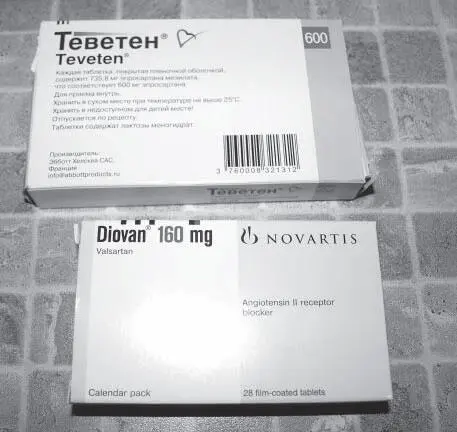 Теветен®
Teveten®
600
Каждая таблетка, покрытая пленочной оболочкой,
содержит 735,8 мг эпросартана мезилата,
что соответствует 600 мг эпросартана
Для приема внутрь.
Хранить в сухом месте при температуре не выше 25°C.
Хранить в недоступном для детей месте!
Отпускается по рецепту
Таблетки содержат лактозы моногидрат.
Производитель:
Эбботт Хелскеа САС,
Франция
info@abbottproducts.ru
3 760008 321312
Теветен®
Diovan® 160 mg
Valsartan
NOVARTIS
Angiotensin II receptor
blocker
Calendar pack
28 film-coated tablets